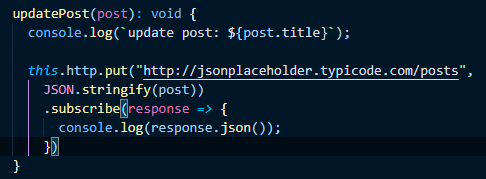 updatePost(post): void {
console.log(`update post: ${post.title}`);
this.http.put("http://jsonplaceholder.typicode.com/posts",
JSON.stringify(post))
.subscribe(response => {
console.log(response.json());
})
}